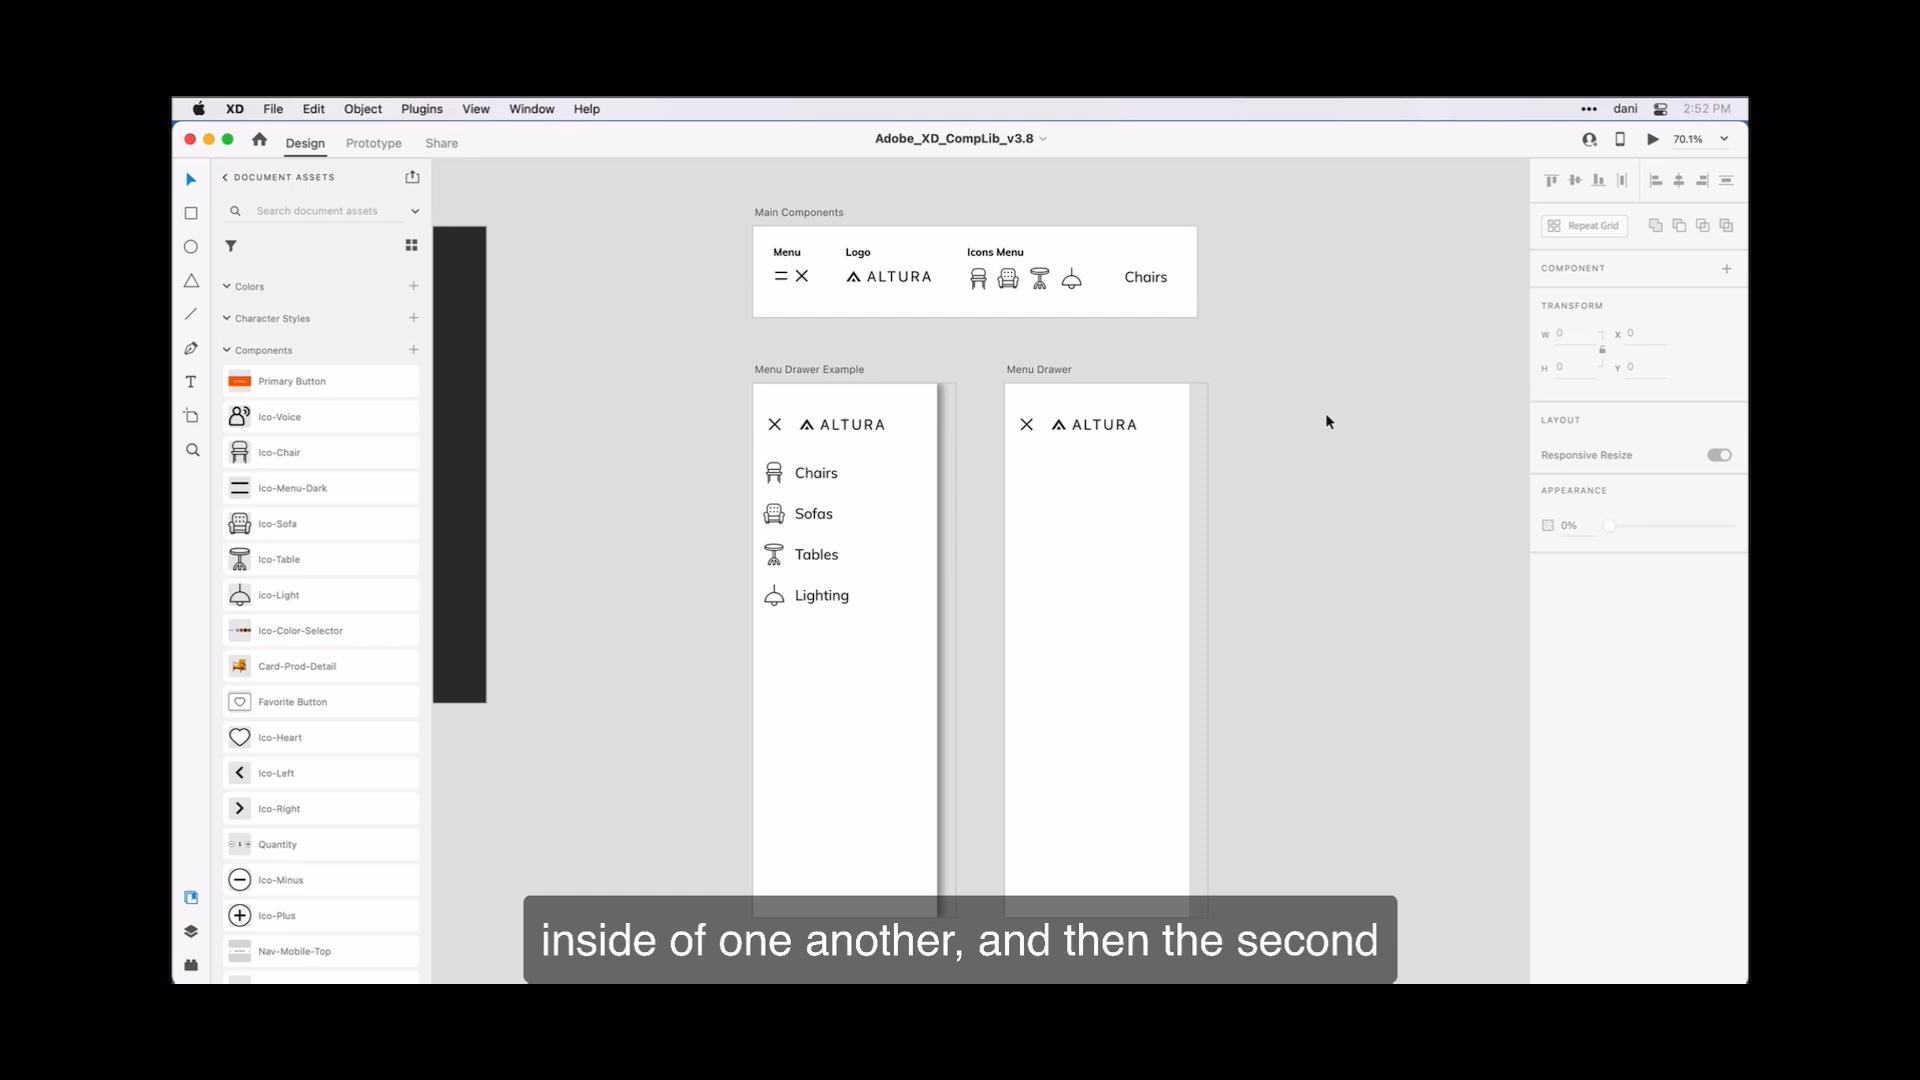 XD File Edit Object Plugins View Window Help
dani 2:52 PM
Design Prototype Share
Adobe_XD_CompLib_v3.8
70.1%
DOCUMENT ASSETS
Search document assets
Colors
Character Styles
Components
Primary Button
Ico-Voice
Ico-Chair
Ico-Menu-Dark
Ico-Sofa
Ico-Table
ico-Light
Ico-Color-Selector
Card-Prod-Detail
Favorite Button
Ico-Heart
Ico-Left
Ico-Right
Quantity
Ico-Minus
Ico-Plus
Nav-Mobile-Top
Main Components
Menu Logo Icons Menu
ALTURA
Chairs
Menu Drawer Example
ALTURA
Chairs
Sofas
Tables
Lighting
Menu Drawer
ALTURA
Repeat Grid
COMPONENT
TRANSFORM
W 0 X 0
H 0 Y 0
LAYOUT
Responsive Resize
APPEARANCE
0%
inside of one another, and then the second